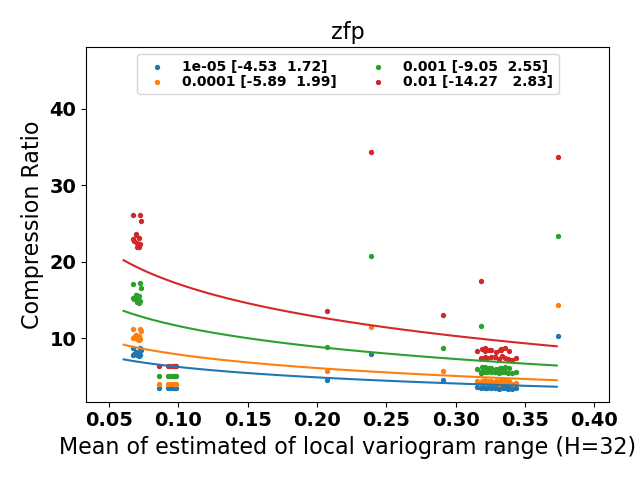 zfp
1e-05 [-4.53  1.72]
0.0001 [-5.89  1.99]
0.001 [-9.05  2.55]
0.01 [-14.27   2.83]
Compression Ratio
40
30
20
10
0.05 0.10 0.15 0.20 0.25 0.30 0.35 0.40
Mean of estimated of local variogram range (H=32)